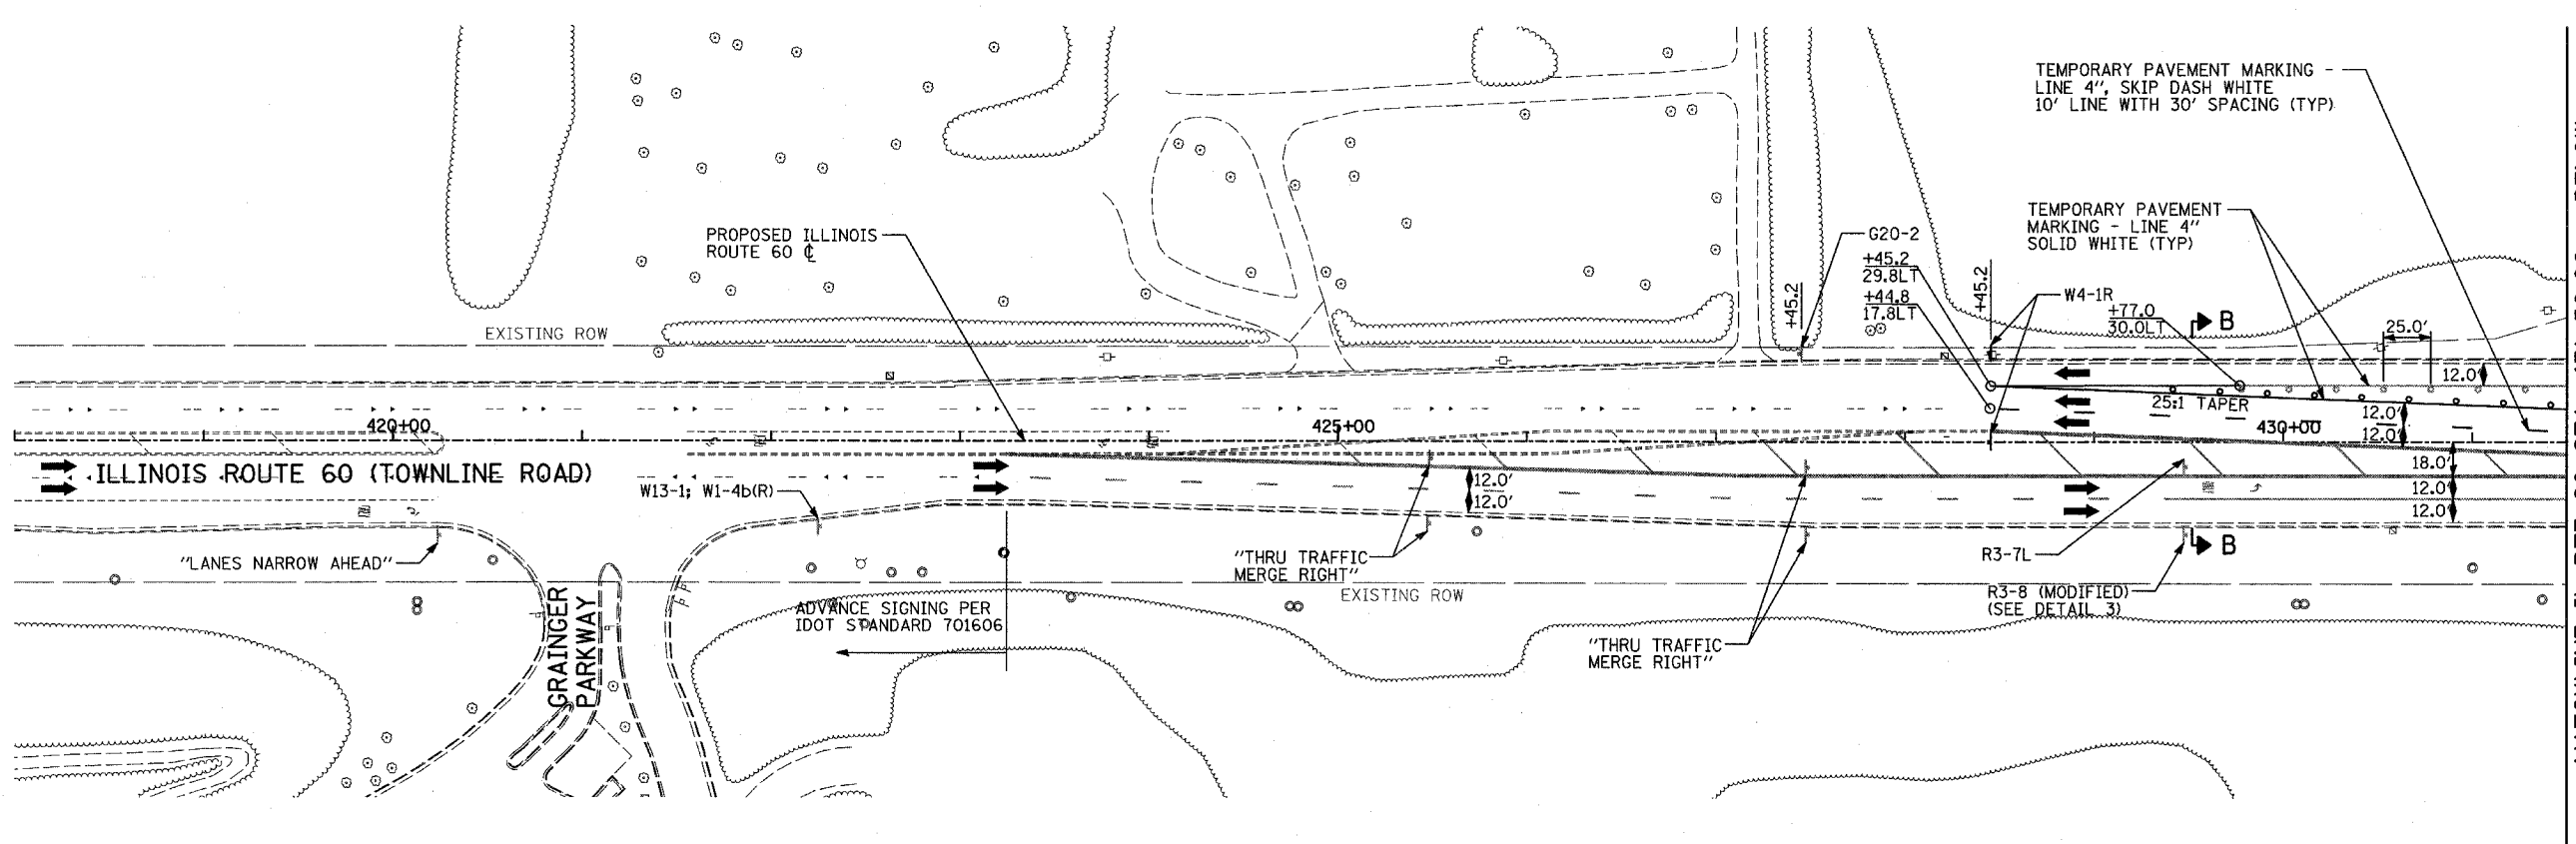 TEMPORARY PAVEMENT MARKING -
LINE 4", SKIP DASH WHITE
10' LINE WITH 30' SPACING (TYP)
TEMPORARY PAVEMENT
MARKING - LINE 4"
SOLID WHITE (TYP)
PROPOSED ILLINOIS
ROUTE 60 ℄
G20-2
+45.2
29.8LT
+44.8
17.8LT
+45.2
+45.2
W4-1R
+77.0
30.0LT
B
25.0'
EXISTING ROW
12.0'
25:1 TAPER
12.0'
12.0'
420+00
425+00
430+00
ILLINOIS ROUTE 60 (TOWNLINE ROAD)
W13-1; W1-4b(R)
12.0'
12.0'
18.0'
12.0'
12.0'
"LANES NARROW AHEAD"
"THRU TRAFFIC
MERGE RIGHT"
R3-7L
B
R3-8 (MODIFIED)
(SEE DETAIL 3)
EXISTING ROW
GRAINGER
PARKWAY
ADVANCE SIGNING PER
IDOT STANDARD 701606
"THRU TRAFFIC
MERGE RIGHT"